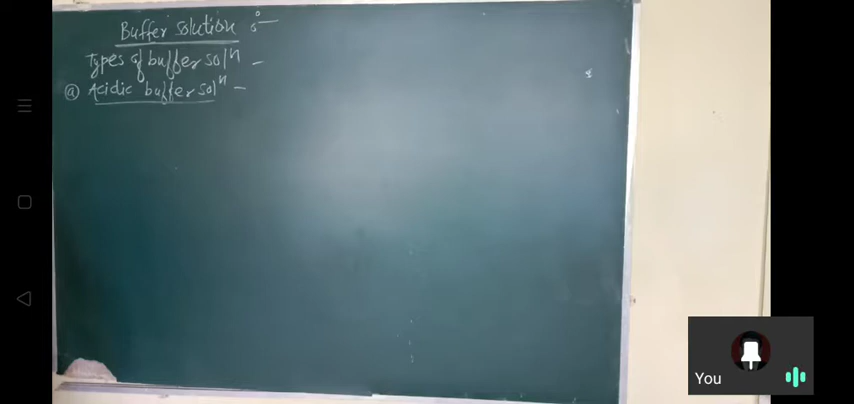 Buffer solution :-
Types of buffer solⁿ -
ⓐ Acidic buffer solⁿ -
You